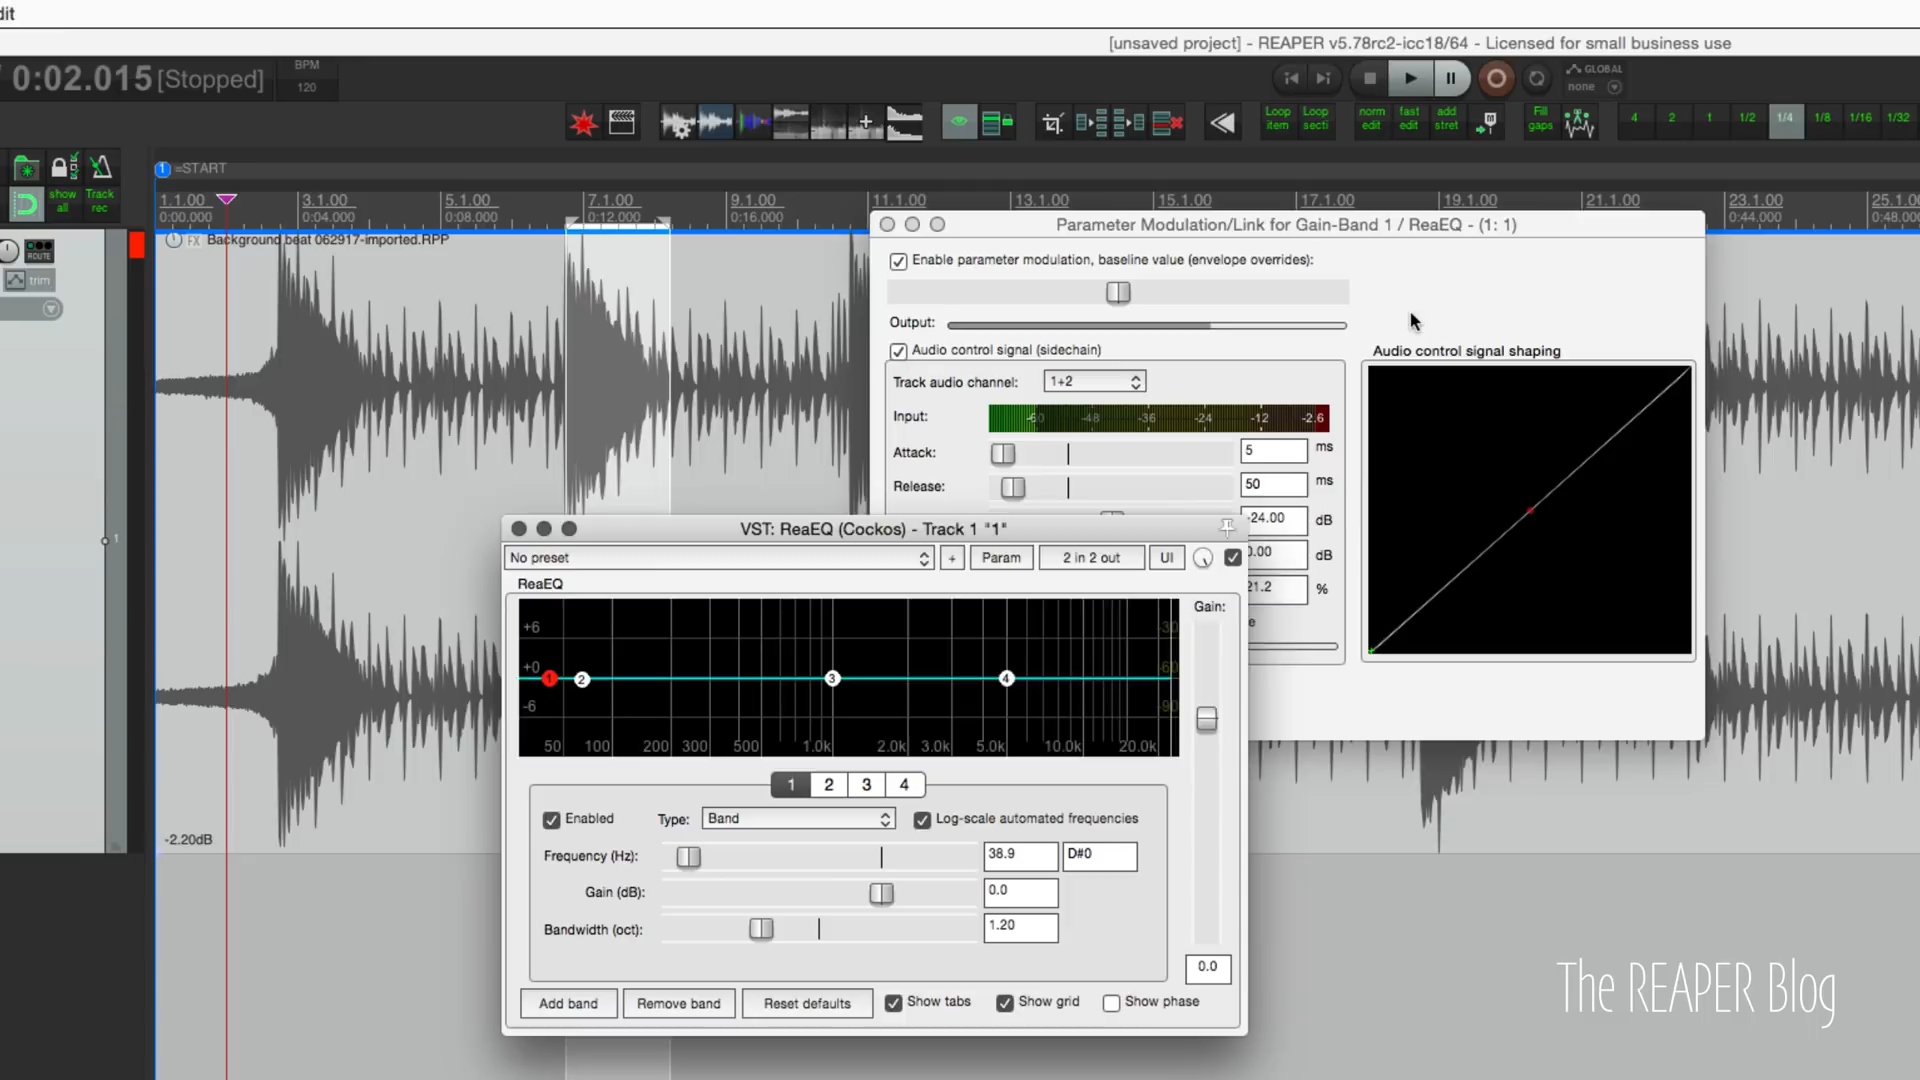 dit
[unsaved project] - REAPER v5.78rc2-icc18/64 - Licensed for small business use
0:02.015 [Stopped]
BPM
120
GLOBAL
none
Loop item
Loop secti
norm edit
fast edit
add stret
Fill gaps
4 2 1 1/2 1/4 1/8 1/16 1/32
show all
Track rec
1 =START
1.1.00 3.1.00 5.1.00 7.1.00 9.1.00 11.1.00 13.1.00 15.1.00 17.1.00 19.1.00 21.1.00 23.1.00 25.1.0
0:00.000 0:04.000 0:08.000 0:12.000 0:16.000 0:44.000 0:48.000
ROUTE
trim
FX Background beat 062917-imported.RPP
1
-2.20dB
Parameter Modulation/Link for Gain-Band 1 / ReaEQ - (1: 1)
Enable parameter modulation, baseline value (envelope overrides):
Output:
Audio control signal (sidechain)
Track audio channel: 1+2
Input: -60 -48 -36 -24 -12 -2.6
Attack: 5 ms
Release: 50 ms
-24.00 dB
0.00 dB
21.2 %
e
Audio control signal shaping
VST: ReaEQ (Cockos) - Track 1 "1"
No preset + Param 2 in 2 out UI
ReaEQ
Gain:
+6 -30
+0 -60
1 2 3 4
-6 -90
50 100 200 300 500 1.0k 2.0k 3.0k 5.0k 10.0k 20.0k
1 2 3 4
Enabled Type: Band Log-scale automated frequencies
Frequency (Hz): 38.9 D#0
Gain (dB): 0.0
Bandwidth (oct): 1.20
0.0
Add band Remove band Reset defaults Show tabs Show grid Show phase
The REAPER Blog